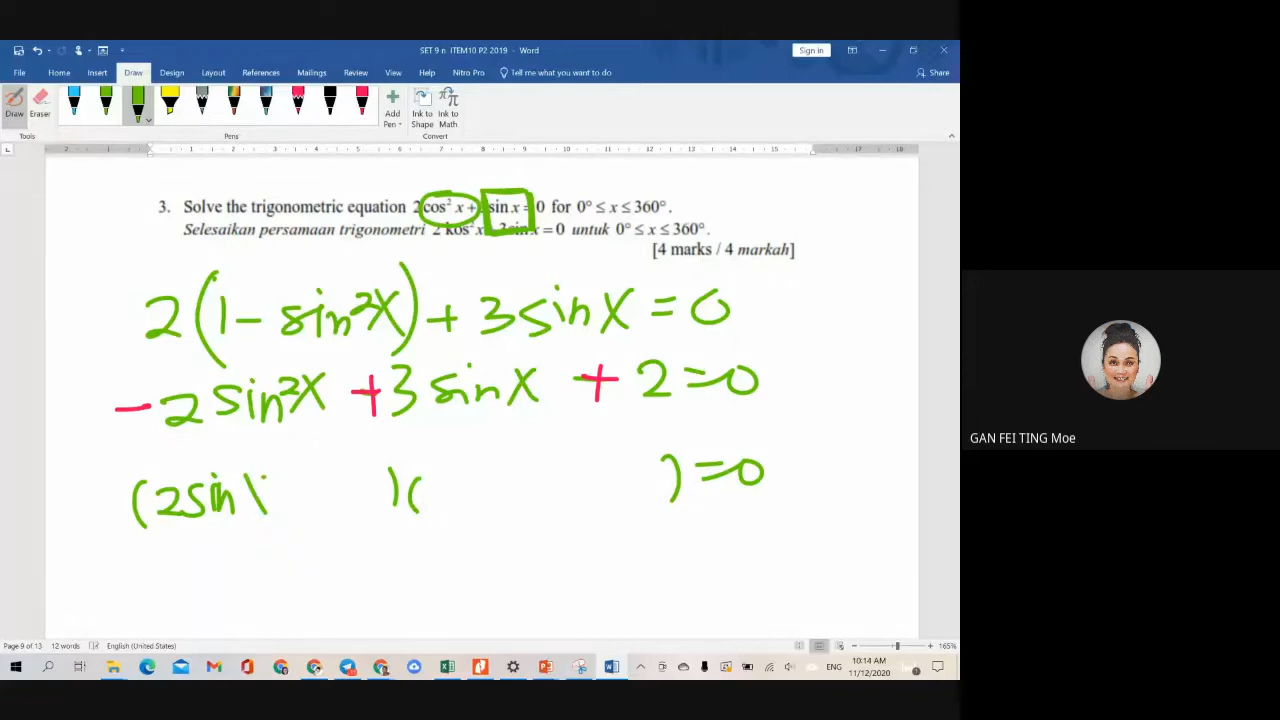 SET 9 n ITEM10 P2 2019 - Word
Sign in
File Home Insert Draw Design Layout References Mailings Review View Help Nitro Pro Tell me what you want to do Share
Draw Eraser Add Pen Ink to Shape Ink to Math
Tools Pens Convert
3. Solve the trigonometric equation 2cos² x + sin x = 0 for 0° ≤ x ≤ 360°.
Selesaikan persamaan trigonometri 2 kos² x 3sin x = 0 untuk 0° ≤ x ≤ 360°.
[4 marks / 4 markah]
2(1 - sin²x) + 3 sin x = 0
- 2 sin²x + 3 sin x + 2 = 0
(2 sin )( ) = 0
GAN FEI TING Moe
Page 9 of 13 12 words English (United States) 165%
ENG 10:14 AM
11/12/2020